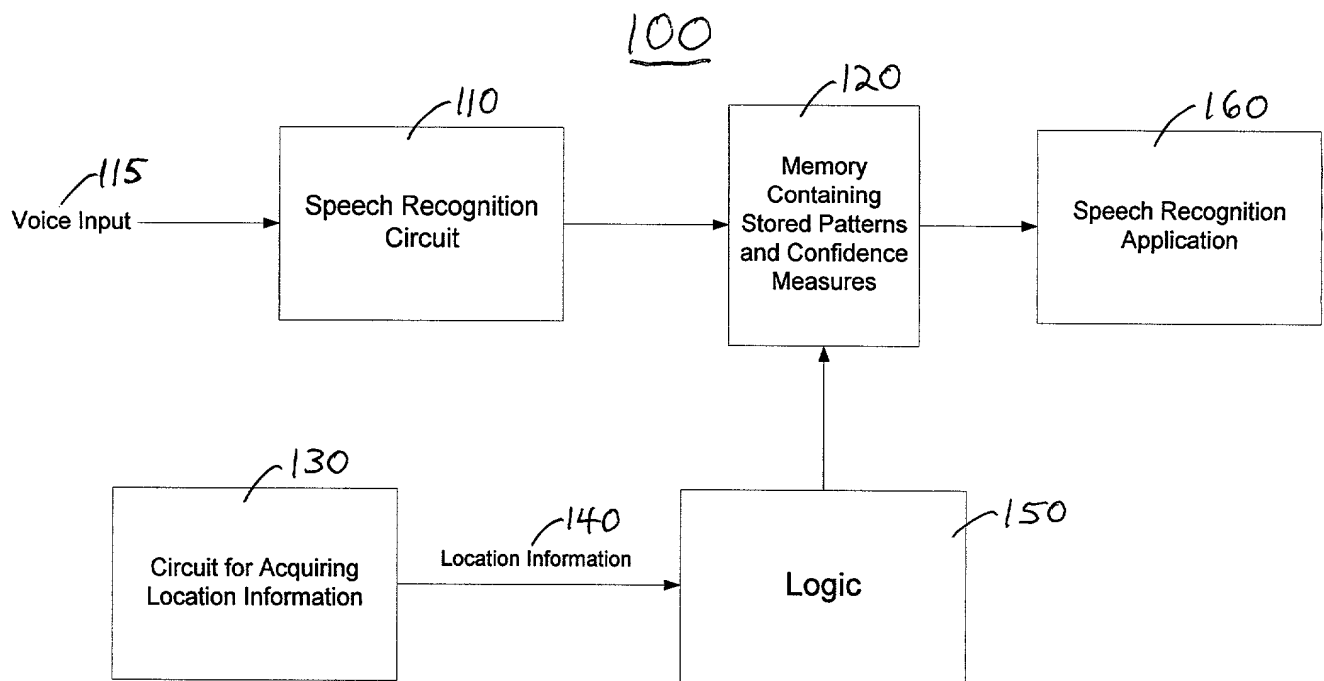 100
110
120
160
115
Voice Input
Speech Recognition
Circuit
Memory
Containing
Stored Patterns
and Confidence
Measures
Speech Recognition
Application
130
140
150
Circuit for Acquiring
Location Information
Location Information
Logic